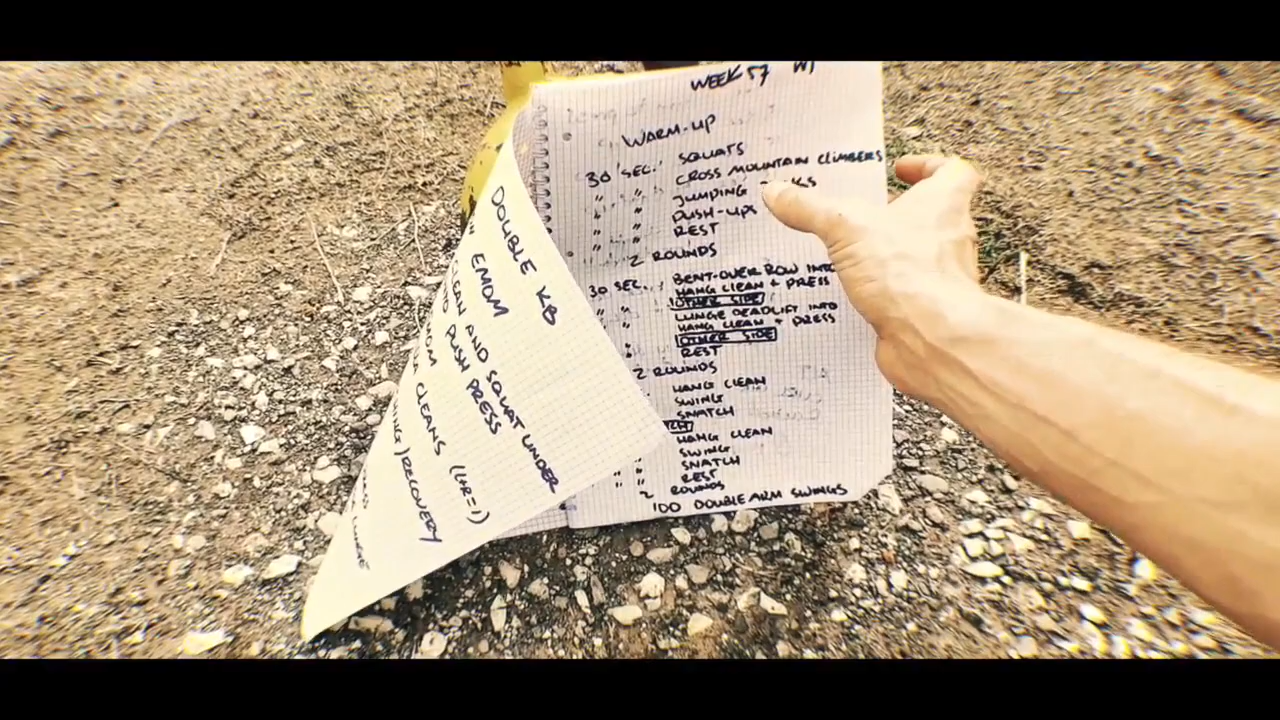 WEEK 57 W1
WARM-UP
30 SEC. SQUATS
" " CROSS MOUNTAIN CLIMBERS
" " JUMPING
" " PUSH-UPS
" " REST
2 ROUNDS
30 SEC. BENT-OVER ROW INTO
HANG CLEAN + PRESS
" " OTHER SIDE
" " LUNGE DEADLIFT INTO
HANG CLEAN + PRESS
OTHER SIDE
" REST
2 ROUNDS
HANG CLEAN
SWING
SNATCH
HANG CLEAN
SWING
SNATCH
" " REST
2 ROUNDS
100 DOUBLE ARM SWINGS
DOUBLE KB
EMOM
CLEAN AND SQUAT UNDER
PUSH PRESS
CLEANS (L+R=1)
RECOVERY